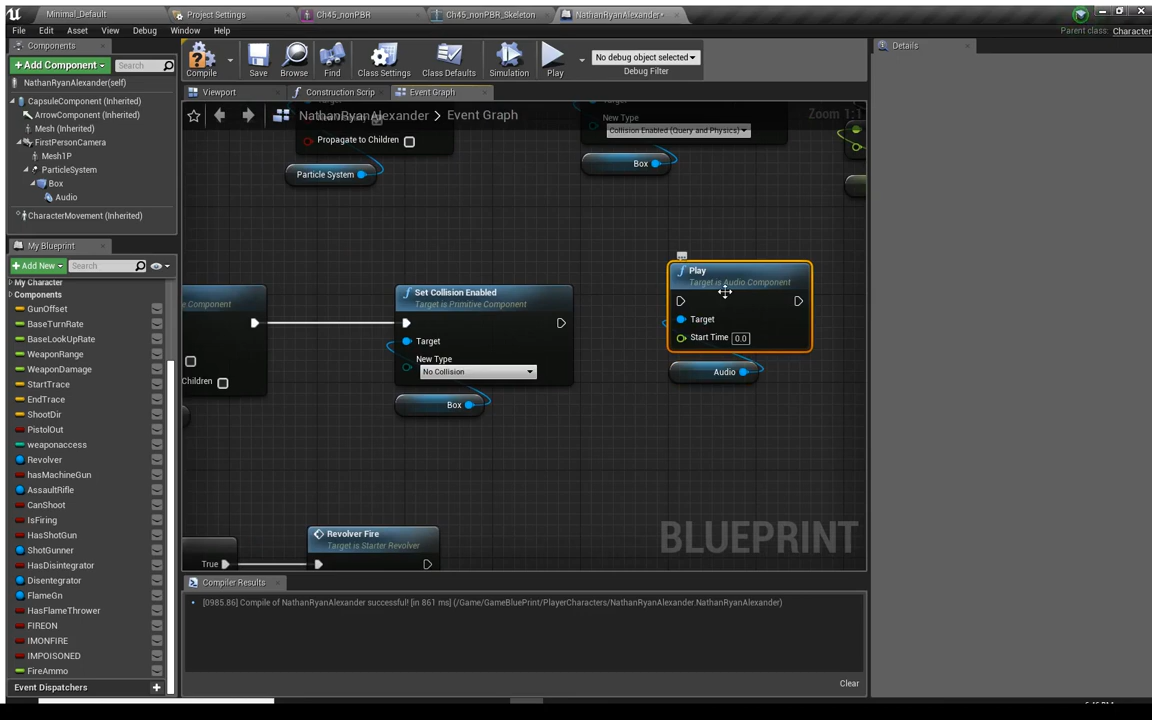 Minimal_Default
Project Settings
Ch45_nonPBR
Ch45_nonPBR_Skeleton
NathanRyanAlexander*
File Edit Asset View Debug Window Help
Parent class: Character
Components
+ Add Component
Search
NathanRyanAlexander(self)
CapsuleComponent (Inherited)
ArrowComponent (Inherited)
Mesh (Inherited)
FirstPersonCamera
Mesh1P
ParticleSystem
Box
Audio
CharacterMovement (Inherited)
Compile
Save
Browse
Find
Class Settings
Class Defaults
Simulation
Play
No debug object selected
Debug Filter
Details
Viewport
Construction Scrip
Event Graph
NathanRyanAlexander > Event Graph
Zoom 1:1
Propagate to Children
Particle System
New Type
Collision Enabled (Query and Physics)
Box
Set Collision Enabled
Target is Primitive Component
Target
New Type
No Collision
Box
Component
Children
Play
Target is Audio Component
Target
Start Time 0.0
Audio
True
Revolver Fire
Target is Starter Revolver
BLUEPRINT
My Blueprint
+ Add New
Search
My Character
Components
GunOffset
BaseTurnRate
BaseLookUpRate
WeaponRange
WeaponDamage
StartTrace
EndTrace
ShootDir
PistolOut
weaponaccess
Revolver
hasMachineGun
AssaultRifle
CanShoot
IsFiring
HasShotGun
ShotGunner
HasDisintegrator
Disentegrator
FlameGn
HasFlameThrower
FIREON
IMONFIRE
IMPOISONED
FireAmmo
Event Dispatchers
Compiler Results
[0985.86] Compile of NathanRyanAlexander successful! [in 861 ms] (/Game/GameBluePrint/PlayerCharacters/NathanRyanAlexander.NathanRyanAlexander)
Clear